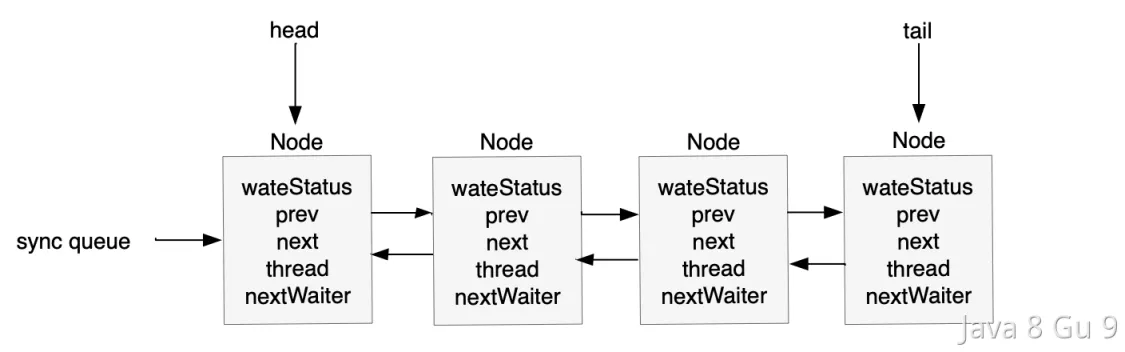 head
tail
Node
Node
Node
Node
wateStatus
prev
next
thread
nextWaiter
wateStatus
prev
next
thread
nextWaiter
wateStatus
prev
next
thread
nextWaiter
wateStatus
prev
next
thread
nextWaiter
sync queue
Java 8 Gu 9